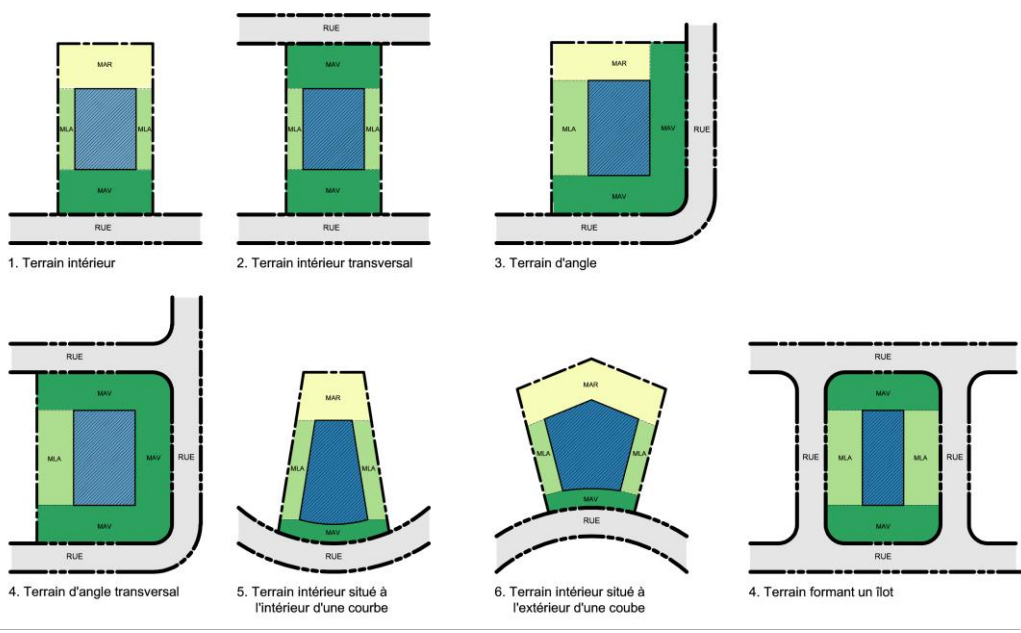 RUE
MAR
MLA
MLA
MAV
RUE
1. Terrain intérieur
RUE
MAV
MLA
MLA
MAV
RUE
2. Terrain intérieur transversal
MAR
MLA
MAV
RUE
MAV
RUE
3. Terrain d'angle
RUE
MAV
MLA
MAV
RUE
MAV
RUE
4. Terrain d'angle transversal
MAR
MLA
MLA
MAV
RUE
5. Terrain intérieur situé à
l'intérieur d'une courbe
MAR
MLA
MLA
MAV
RUE
6. Terrain intérieur situé à
l'extérieur d'une coube
RUE
MAV
RUE
MLA
MLA
RUE
MAV
RUE
4. Terrain formant un îlot